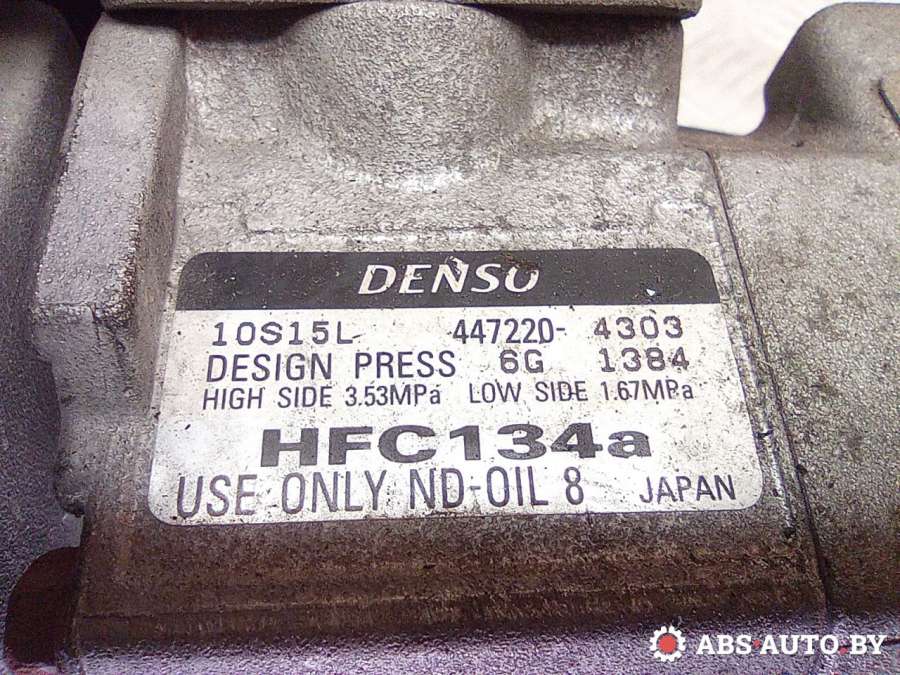 DENSO
10S15L 447220- 4303
DESIGN PRESS 6G 1384
HIGH SIDE 3.53MPa LOW SIDE 1.67MPa
HFC134a
USE ONLY ND-OIL 8 JAPAN
ABS-AUTO.BY